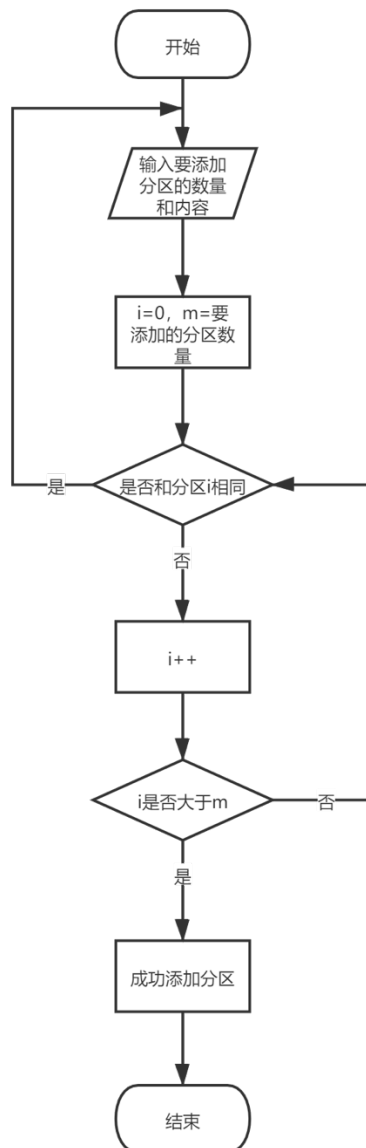 开始
输入要添加
分区的数量
和内容
i=0，m=要
添加的分区数
量
是否和分区i相同
是
否
i++
i是否大于m
否
是
成功添加分区
结束